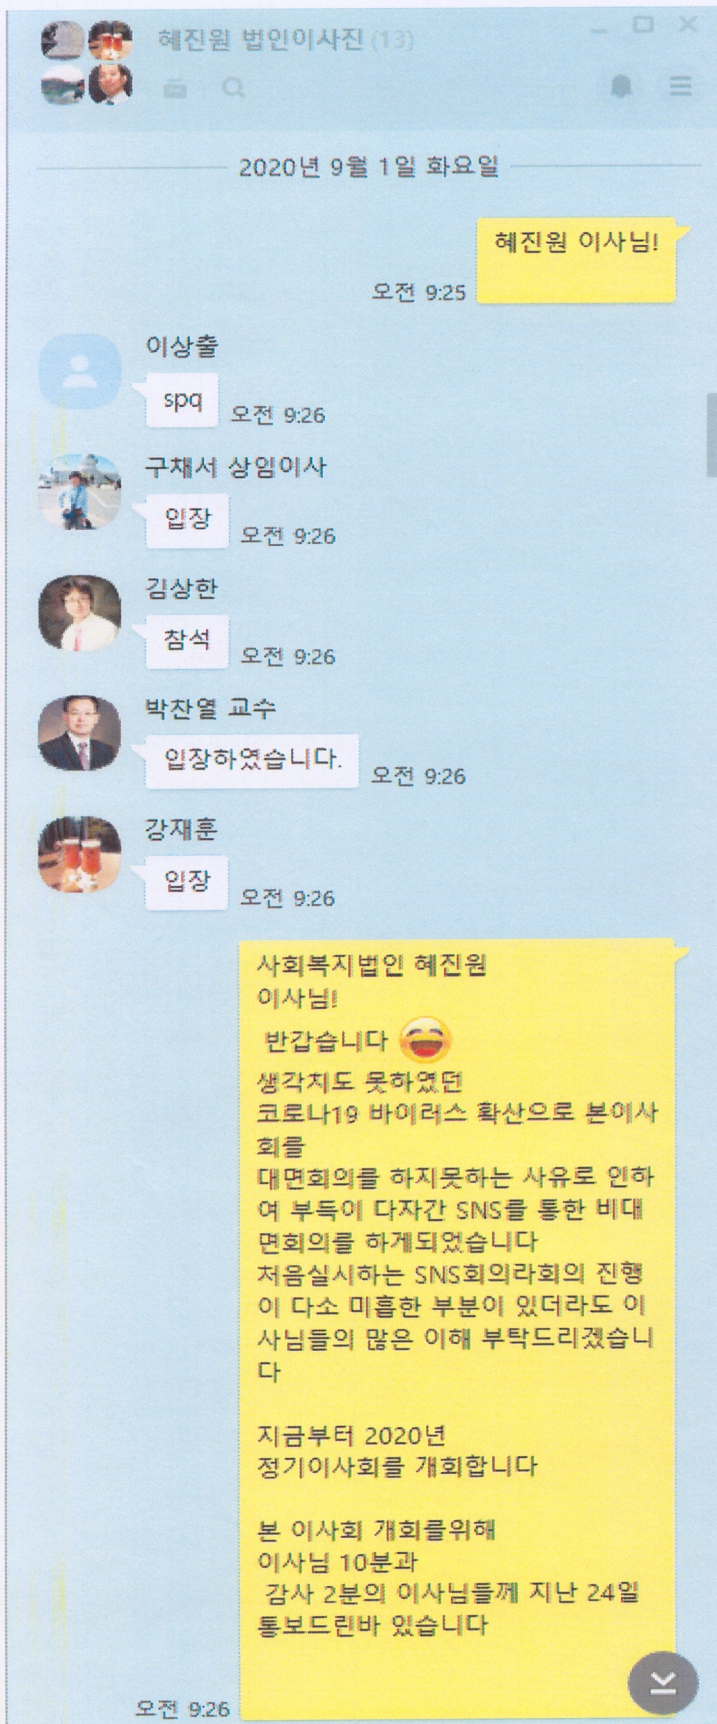 혜진원 법인이사진 (13)
2020년 9월 1일 화요일
혜진원 이사님!
오전 9:25
이상출
spq
오전 9:26
구채서 상임이사
입장
오전 9:26
김상한
참석
오전 9:26
박찬열 교수
입장하였습니다.
오전 9:26
강재훈
입장
오전 9:26
사회복지법인 혜진원
이사님!
반갑습니다
생각치도 못하였던
코로나19 바이러스 확산으로 본이사
회를
대면회의를 하지못하는 사유로 인하
여 부득이 다자간 SNS를 통한 비대
면회의를 하게되었습니다
처음실시하는 SNS회의라회의 진행
이 다소 미흡한 부분이 있더라도 이
사님들의 많은 이해 부탁드리겠습니
다
지금부터 2020년
정기이사회를 개회합니다
본 이사회 개회를위해
이사님 10분과
감사 2분의 이사님들께 지난 24일
통보드린바 있습니다
오전 9:26